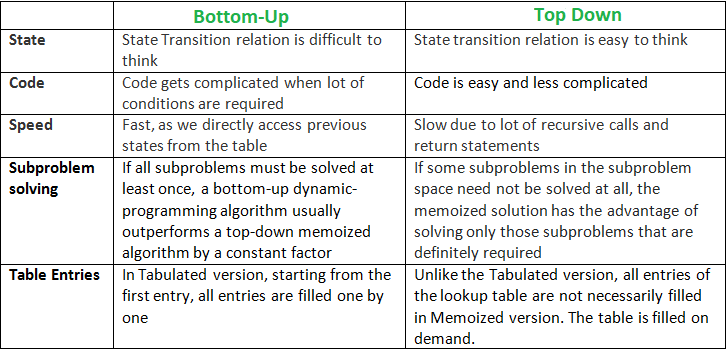 Bottom-Up
Top Down
State
State Transition relation is difficult to
think
State transition relation is easy to think
Code
Code gets complicated when lot of
conditions are required
Code is easy and less complicated
Speed
Fast, as we directly access previous
states from the table
Slow due to lot of recursive calls and
return statements
Subproblem
solving
If all subproblems must be solved at
least once, a bottom-up dynamic-
programming algorithm usually
outperforms a top-down memoized
algorithm by a constant factor
If some subproblems in the subproblem
space need not be solved at all, the
memoized solution has the advantage of
solving only those subproblems that are
definitely required
Table Entries
In Tabulated version, starting from the
first entry, all entries are filled one by
one
Unlike the Tabulated version, all entries of
the lookup table are not necessarily filled
in Memoized version. The table is filled on
demand.